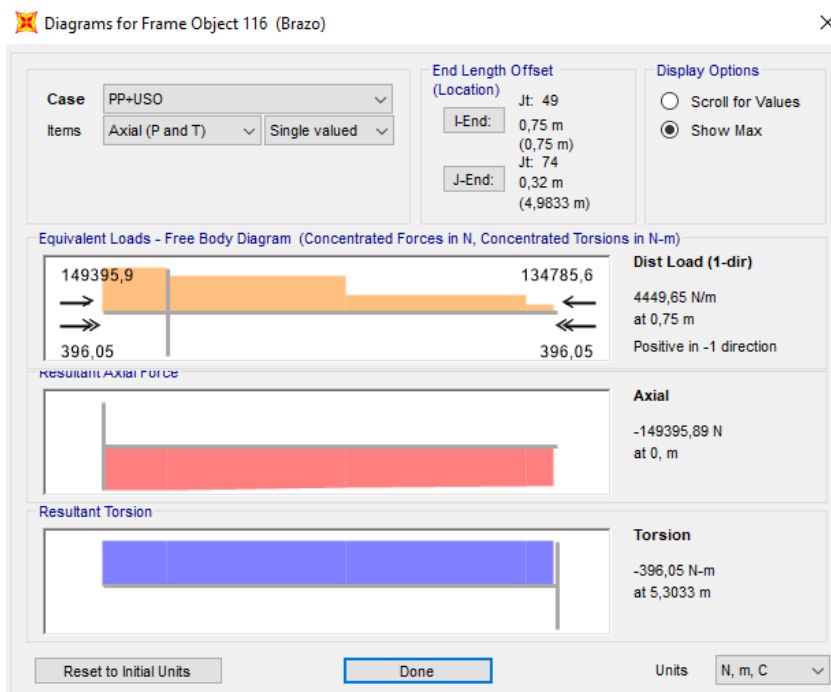 Diagrams for Frame Object 116 (Brazo)
Case PP+USO
Items Axial (P and T) Single valued
End Length Offset
(Location)
Jt: 49
I-End: 0,75 m
(0,75 m)
Jt: 74
J-End: 0,32 m
(4,9833 m)
Display Options
Scroll for Values
Show Max
Equivalent Loads - Free Body Diagram (Concentrated Forces in N, Concentrated Torsions in N-m)
149395,9 134785,6
396,05 396,05
Dist Load (1-dir)
4449,65 N/m
at 0,75 m
Positive in -1 direction
Resultant Axial Force
Axial
-149395,89 N
at 0, m
Resultant Torsion
Torsion
-396,05 N-m
at 5,3033 m
Reset to Initial Units Done Units N, m, C